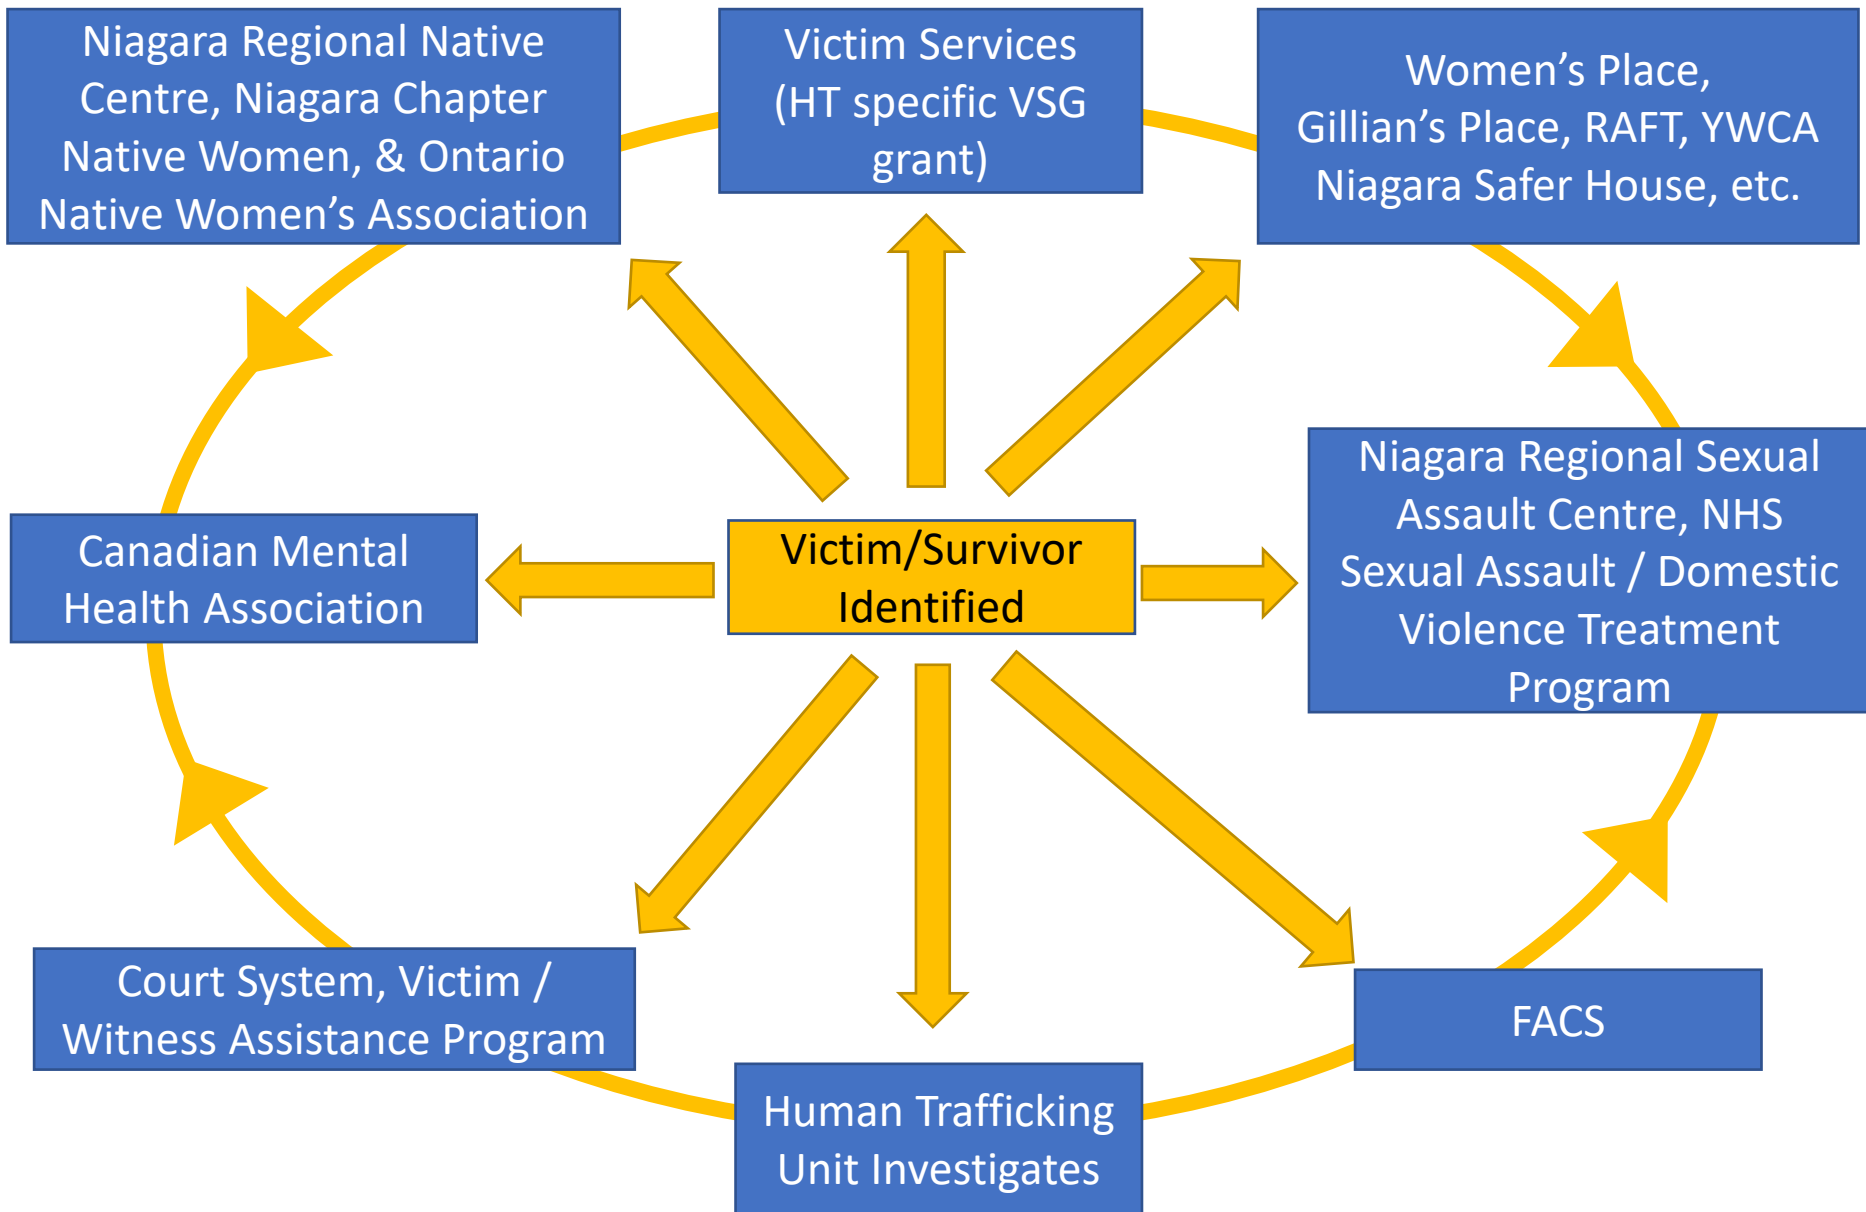 Niagara Regional Native
Centre, Niagara Chapter
Native Women, & Ontario
Native Women’s Association
Victim Services
(HT specific VSG
grant)
Women’s Place,
Gillian’s Place, RAFT, YWCA
Niagara Safer House, etc.
Canadian Mental
Health Association
Victim/Survivor
Identified
Niagara Regional Sexual
Assault Centre, NHS
Sexual Assault / Domestic
Violence Treatment
Program
Court System, Victim /
Witness Assistance Program
Human Trafficking
Unit Investigates
FACS